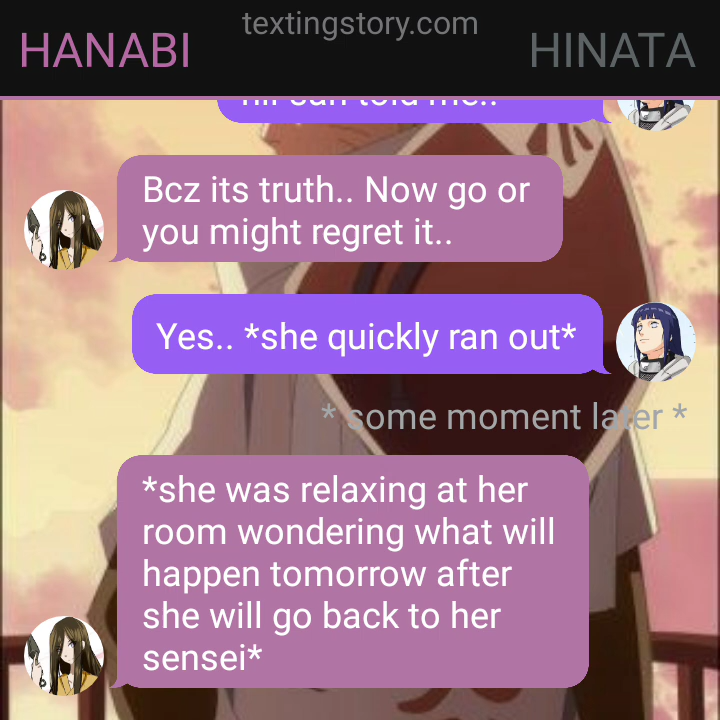 textingstory.com
HANABI
HINATA
told me..
Bcz its truth.. Now go or
you might regret it..
Yes.. *she quickly ran out*
* some moment later *
*she was relaxing at her
room wondering what will
happen tomorrow after
she will go back to her
sensei*